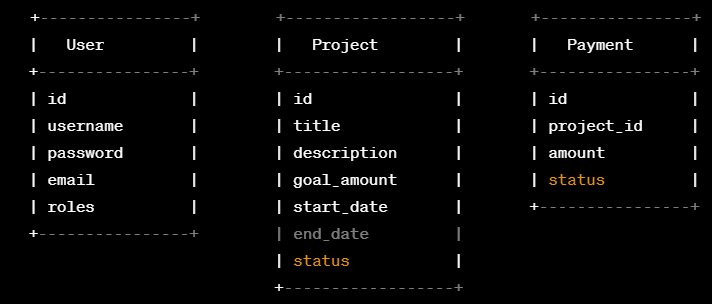 +----------------+ +------------------+ +----------------+
| User | | Project | | Payment |
+----------------+ +------------------+ +----------------+
| id | | id | | id |
| username | | title | | project_id |
| password | | description | | amount |
| email | | goal_amount | | status |
| roles | | start_date | +----------------+
+----------------+ | end_date |
| status |
+------------------+